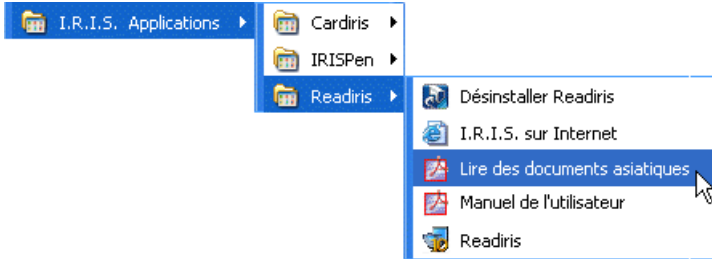 I.R.I.S. Applications
Cardiris
IRISPen
Readiris
Désinstaller Readiris
I.R.I.S. sur Internet
Lire des documents asiatiques
Manuel de l'utilisateur
Readiris